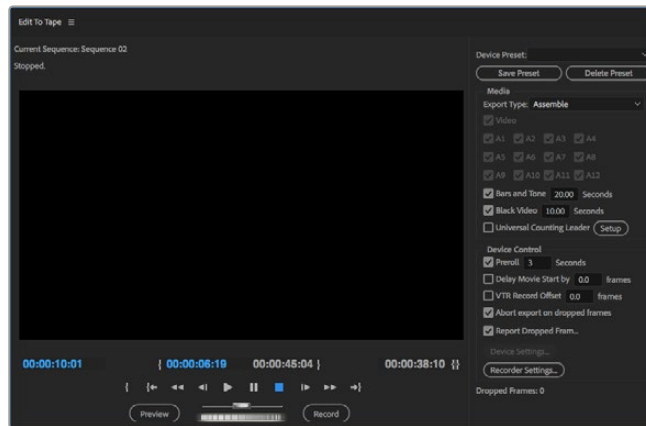 Edit To Tape
Current Sequence: Sequence 02
Stopped.
00:00:10:01 { 00:00:06:19 00:00:45:04 } 00:00:38:10 {}
Preview Record
Device Preset:
Save Preset Delete Preset
Media
Export Type: Assemble
Video
A1 A2 A3 A4
A5 A6 A7 A8
A9 A10 A11 A12
Bars and Tone 20.00 Seconds
Black Video 10.00 Seconds
Universal Counting Leader Setup
Device Control
Preroll 3 Seconds
Delay Movie Start by 0.0 frames
VTR Record Offset 0.0 frames
Abort export on dropped frames
Report Dropped Fram...
Device Settings...
Recorder Settings...
Dropped Frames: 0